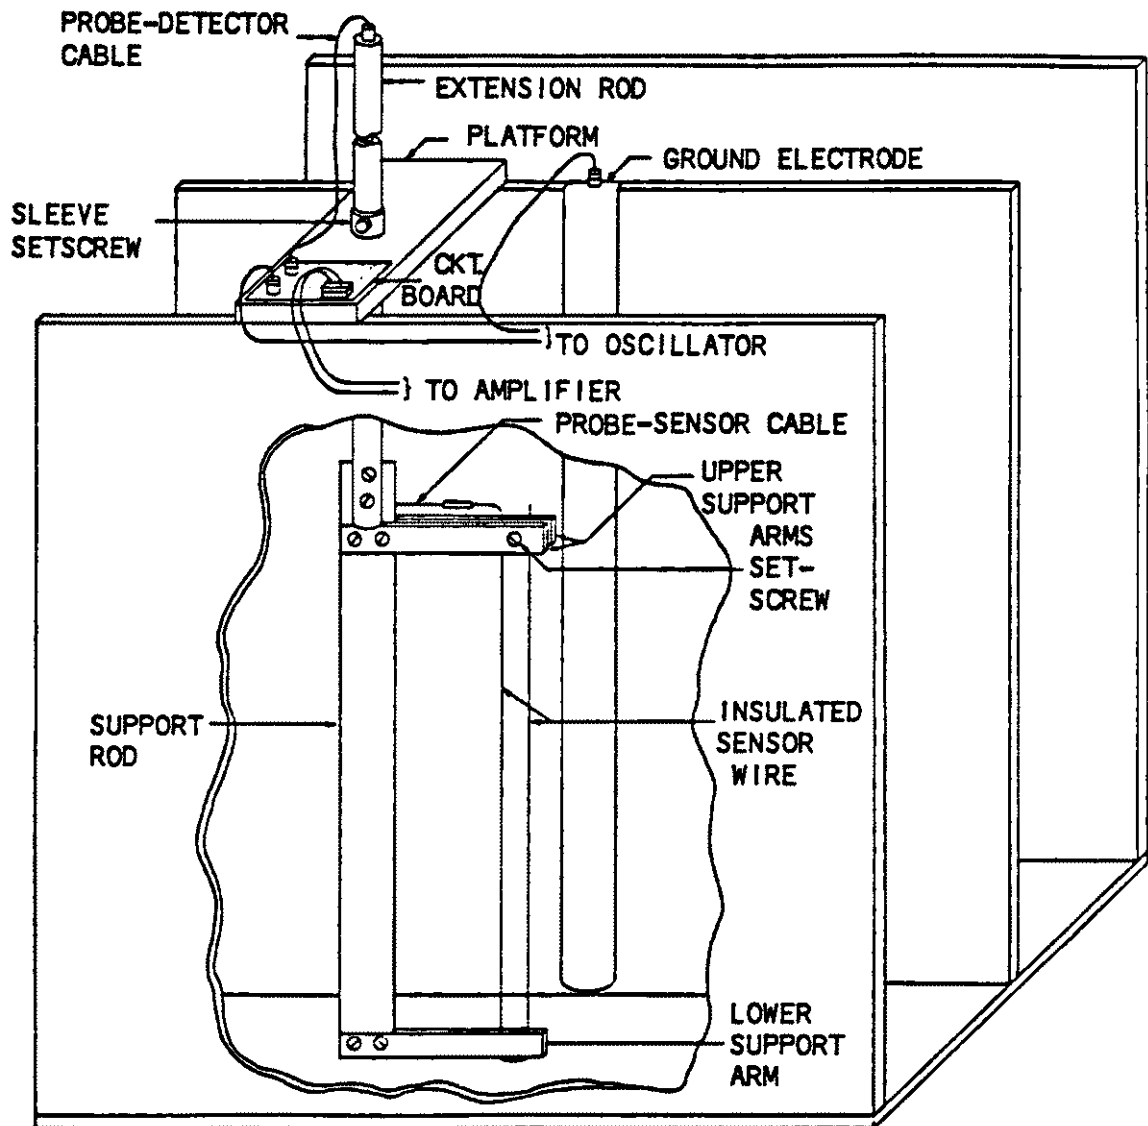 PROBE-DETECTOR
CABLE
EXTENSION ROD
PLATFORM
GROUND ELECTRODE
SLEEVE
SETSCREW
CKT.
BOARD
}TO OSCILLATOR
} TO AMPLIFIER
PROBE-SENSOR CABLE
UPPER
SUPPORT
ARMS
SET-
SCREW
SUPPORT
ROD
INSULATED
SENSOR
WIRE
LOWER
SUPPORT
ARM